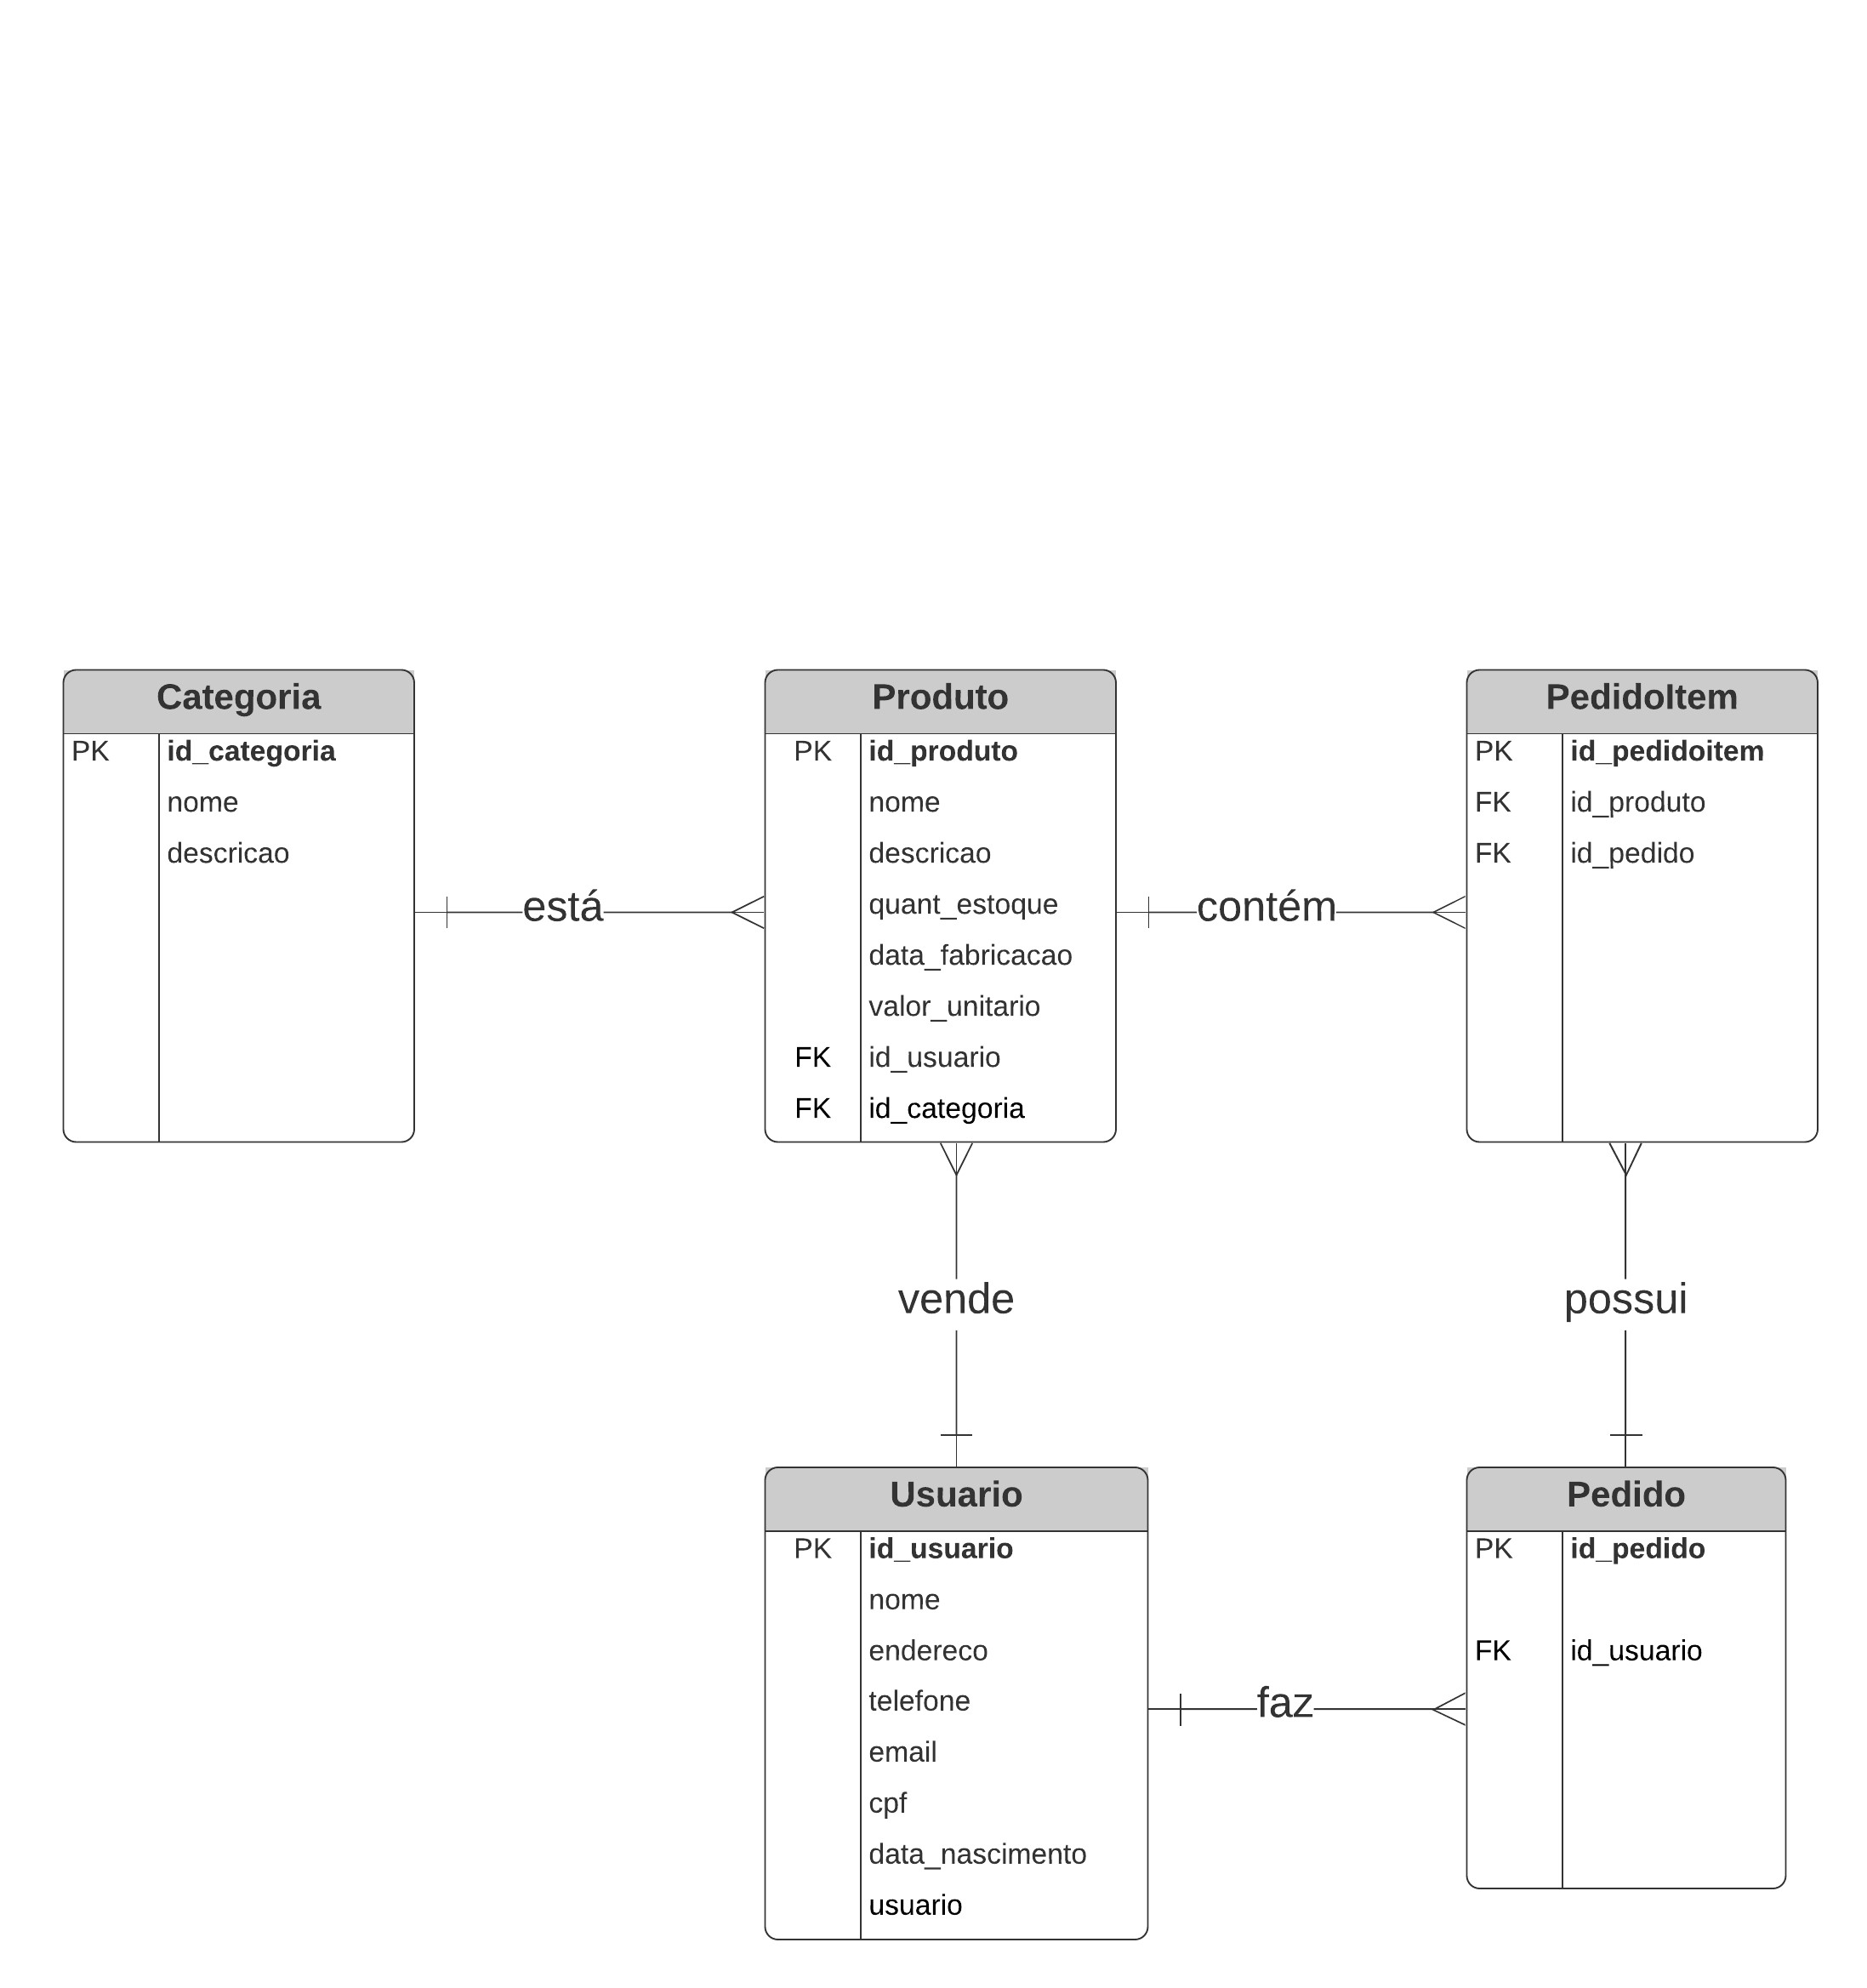 Categoria
PK id_categoria
nome
descricao
está
Produto
PK id_produto
nome
descricao
quant_estoque
data_fabricacao
valor_unitario
FK id_usuario
FK id_categoria
contém
PedidoItem
PK id_pedidoitem
FK id_produto
FK id_pedido
vende
possui
Usuario
PK id_usuario
nome
endereco
telefone
email
cpf
data_nascimento
usuario
faz
Pedido
PK id_pedido
FK id_usuario